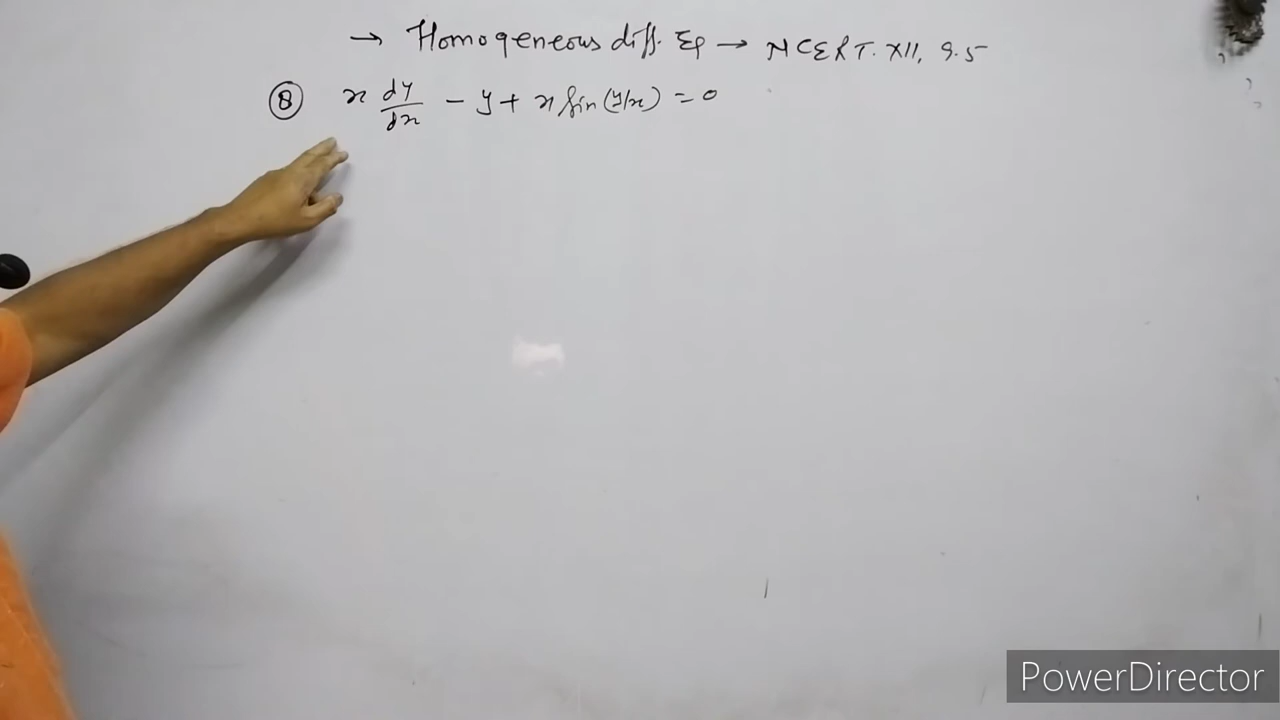 → Homogeneous diff. Eq → NCERT. XII, 9.5
⑧ x dy/dx - y + x sin(y/x) = 0
PowerDirector